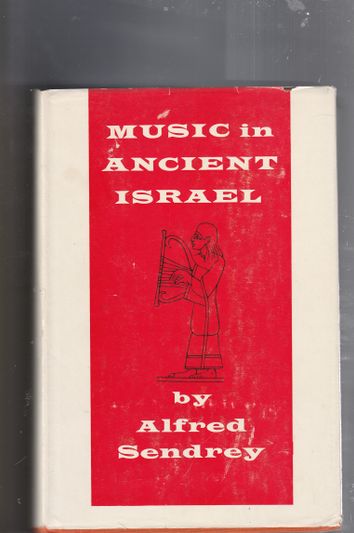 MUSIC in
ANCIENT
ISRAEL
by
Alfred
Sendrey